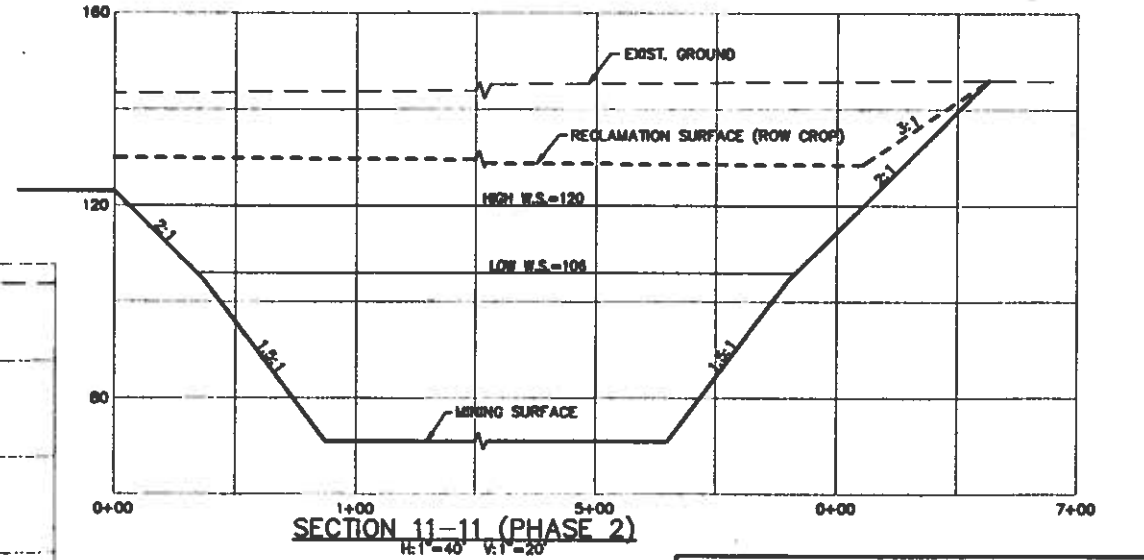 160
EXIST. GROUND
RECLAMATION SURFACE (ROW CROP)
3:1
2:1
HIGH W.S.=120
120
2:1
LOW W.S.=106
1.5:1
1.5:1
80
MINING SURFACE
0+00
1+00
5+00
6+00
7+00
SECTION 11-11 (PHASE 2)
H:1"=40' V:1"=20'